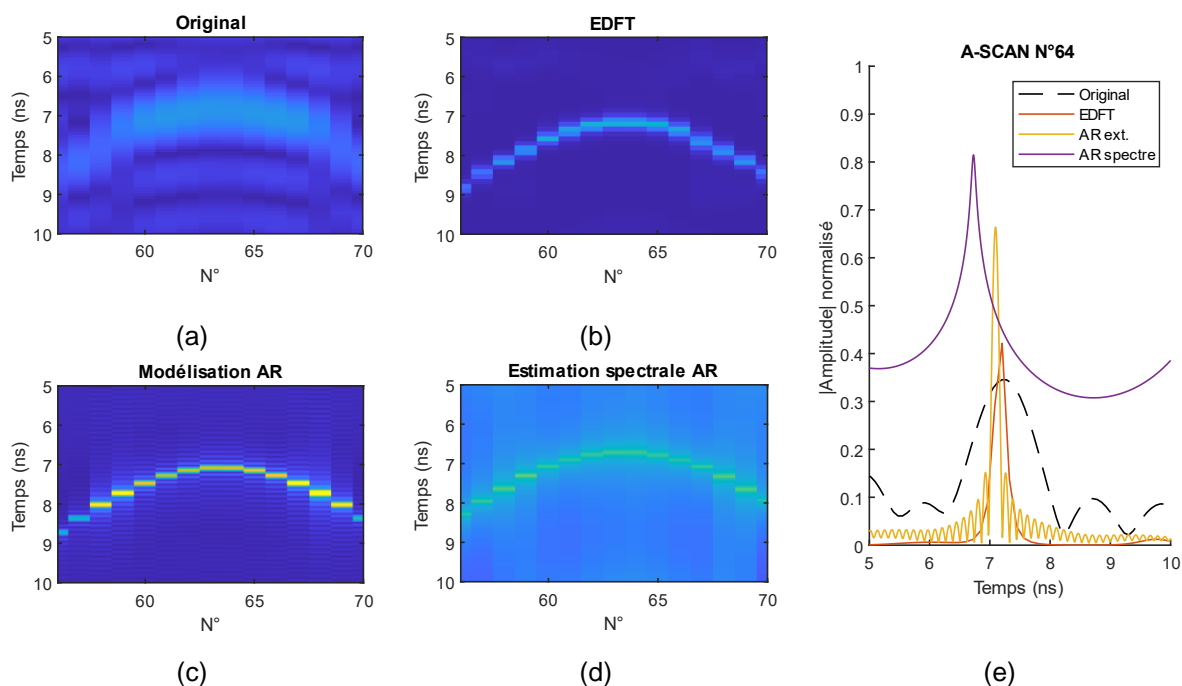 Original
5
6
7
8
9
10
Temps (ns)
60
65
70
N°
(a)
EDFT
5
6
7
8
9
10
Temps (ns)
60
65
70
N°
(b)
Modélisation AR
5
6
7
8
9
10
Temps (ns)
60
65
70
N°
(c)
Estimation spectrale AR
5
6
7
8
9
10
Temps (ns)
60
65
70
N°
(d)
A-SCAN N°64
1
0.9
0.8
0.7
0.6
0.5
0.4
0.3
0.2
0.1
0
|Amplitude| normalisé
Original
EDFT
AR ext.
AR spectre
5
6
7
8
9
10
Temps (ns)
(e)